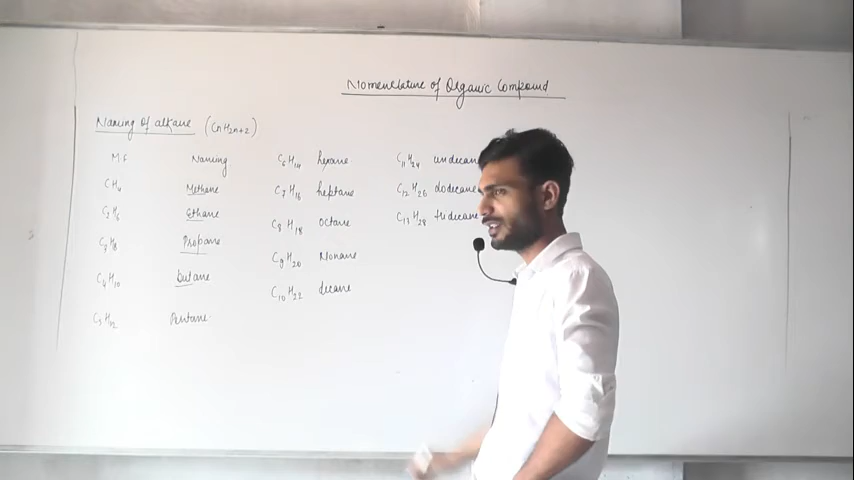 Nomenclature of Organic Compound
Naming Of alkane (CnH2n+2)
MF Naming
CH4 Methane
C2H6 Ethane
C3H8 Propane
C4H10 butane
C5H12 Pentane
C6H14 hexane
C7H16 heptane
C8H18 Octane
C9H20 Nonane
C10H22 decane
C11H24 undecane
C12H26 dodecane
C13H28 tridecane